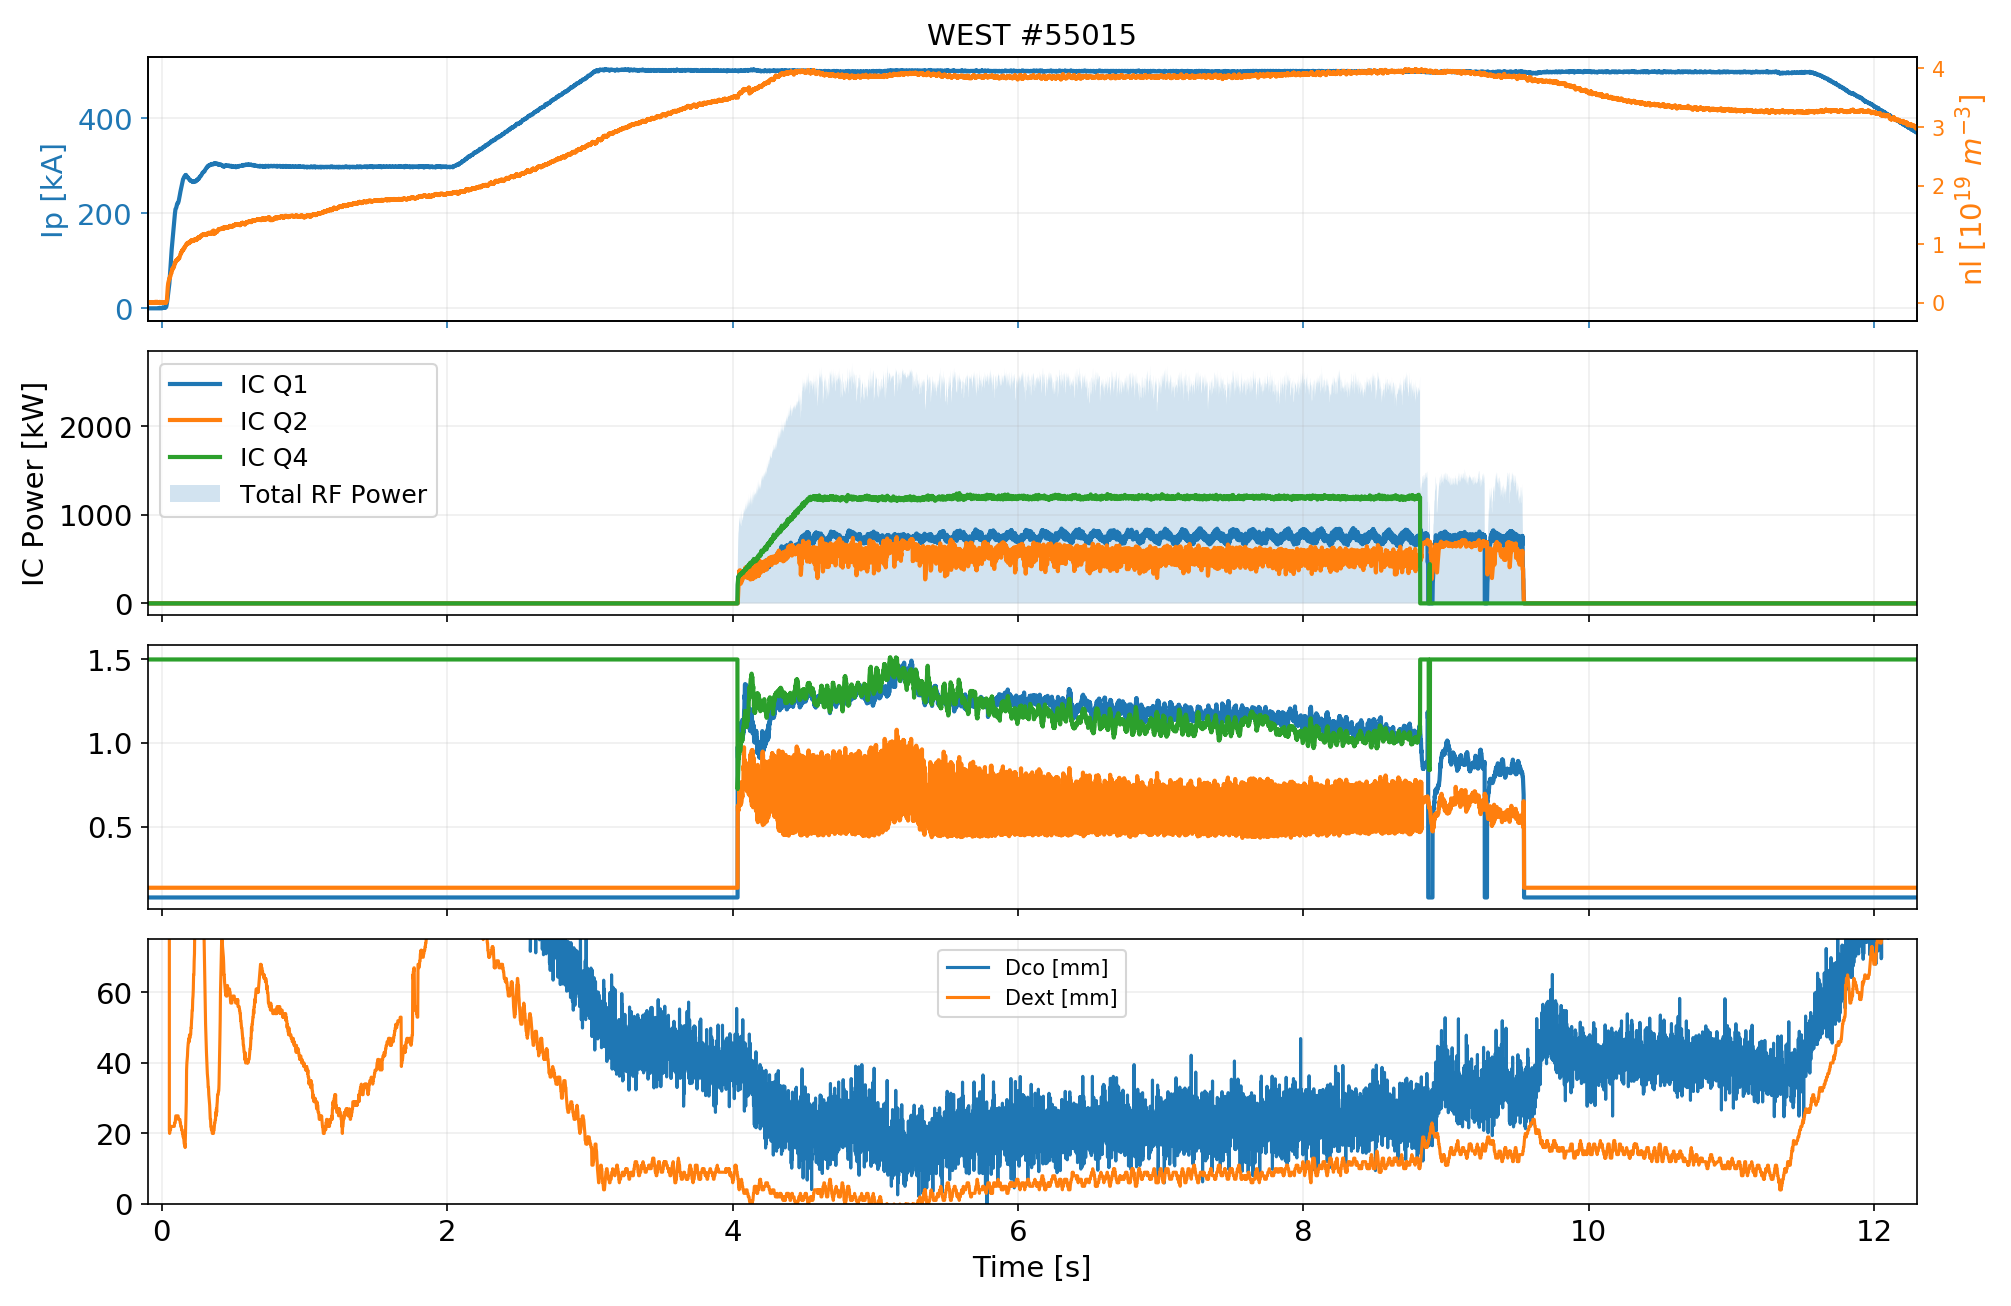 WEST #55015
Ip [kA]
400
200
0
nl [10^19 m^−3]
4
3
2
1
0
IC Power [kW]
2000
1000
0
IC Q1
IC Q2
IC Q4
Total RF Power
1.5
1.0
0.5
60
40
20
0
Dco [mm]
Dext [mm]
0 2 4 6 8 10 12
Time [s]